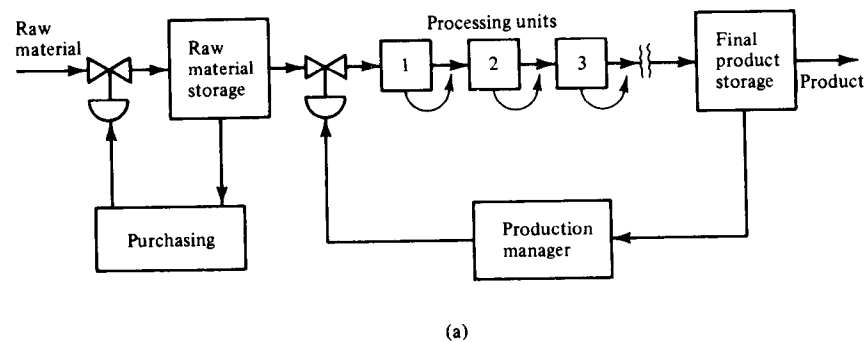 Raw
material
Raw
material
storage
Processing units
1
2
3
Final
product
storage
Product
Purchasing
Production
manager
(a)